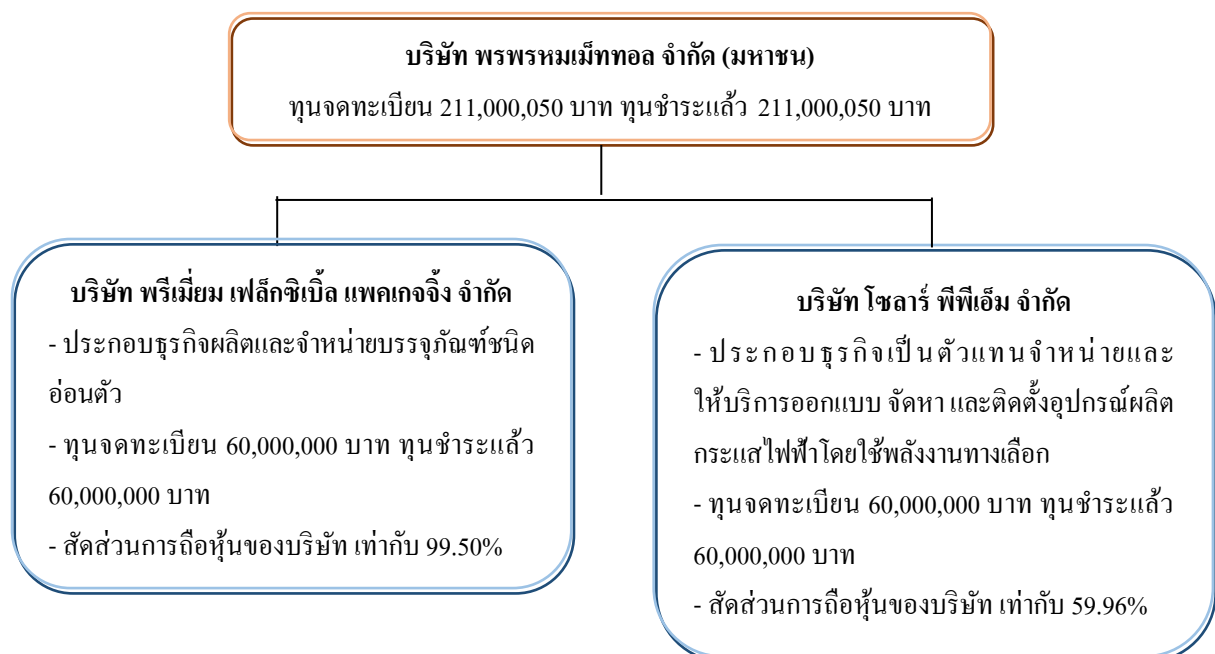 บริษัท พรพรหมเม็ททอล จำกัด (มหาชน)
ทุนจดทะเบียน 211,000,050 บาท ทุนชำระแล้ว 211,000,050 บาท
บริษัท พรีเมี่ยม เฟล็กซิเบิ้ล แพคเกจจิ้ง จำกัด
- ประกอบธุรกิจผลิตและจำหน่ายบรรจุภัณฑ์ชนิด
อ่อนตัว
- ทุนจดทะเบียน 60,000,000 บาท ทุนชำระแล้ว
60,000,000 บาท
- สัดส่วนการถือหุ้นของบริษัท เท่ากับ 99.50%
บริษัท โซลาร์ พีพีเอ็ม จำกัด
- ประกอบธุรกิจเป็นตัวแทนจำหน่ายและ
ให้บริการออกแบบ จัดหา และติดตั้งอุปกรณ์ผลิต
กระแสไฟฟ้าโดยใช้พลังงานทางเลือก
- ทุนจดทะเบียน 60,000,000 บาท ทุนชำระแล้ว
60,000,000 บาท
- สัดส่วนการถือหุ้นของบริษัท เท่ากับ 59.96%